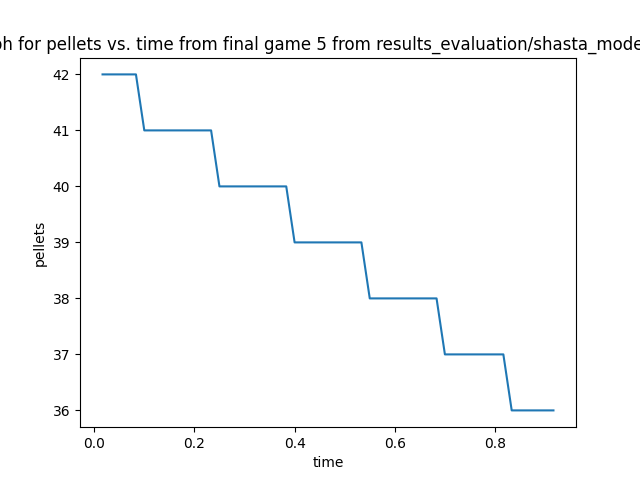 for pellets vs. time from final game 5 from results_evaluation/shasta_mode
42
41
40
39
38
37
36
pellets
0.0 0.2 0.4 0.6 0.8
time